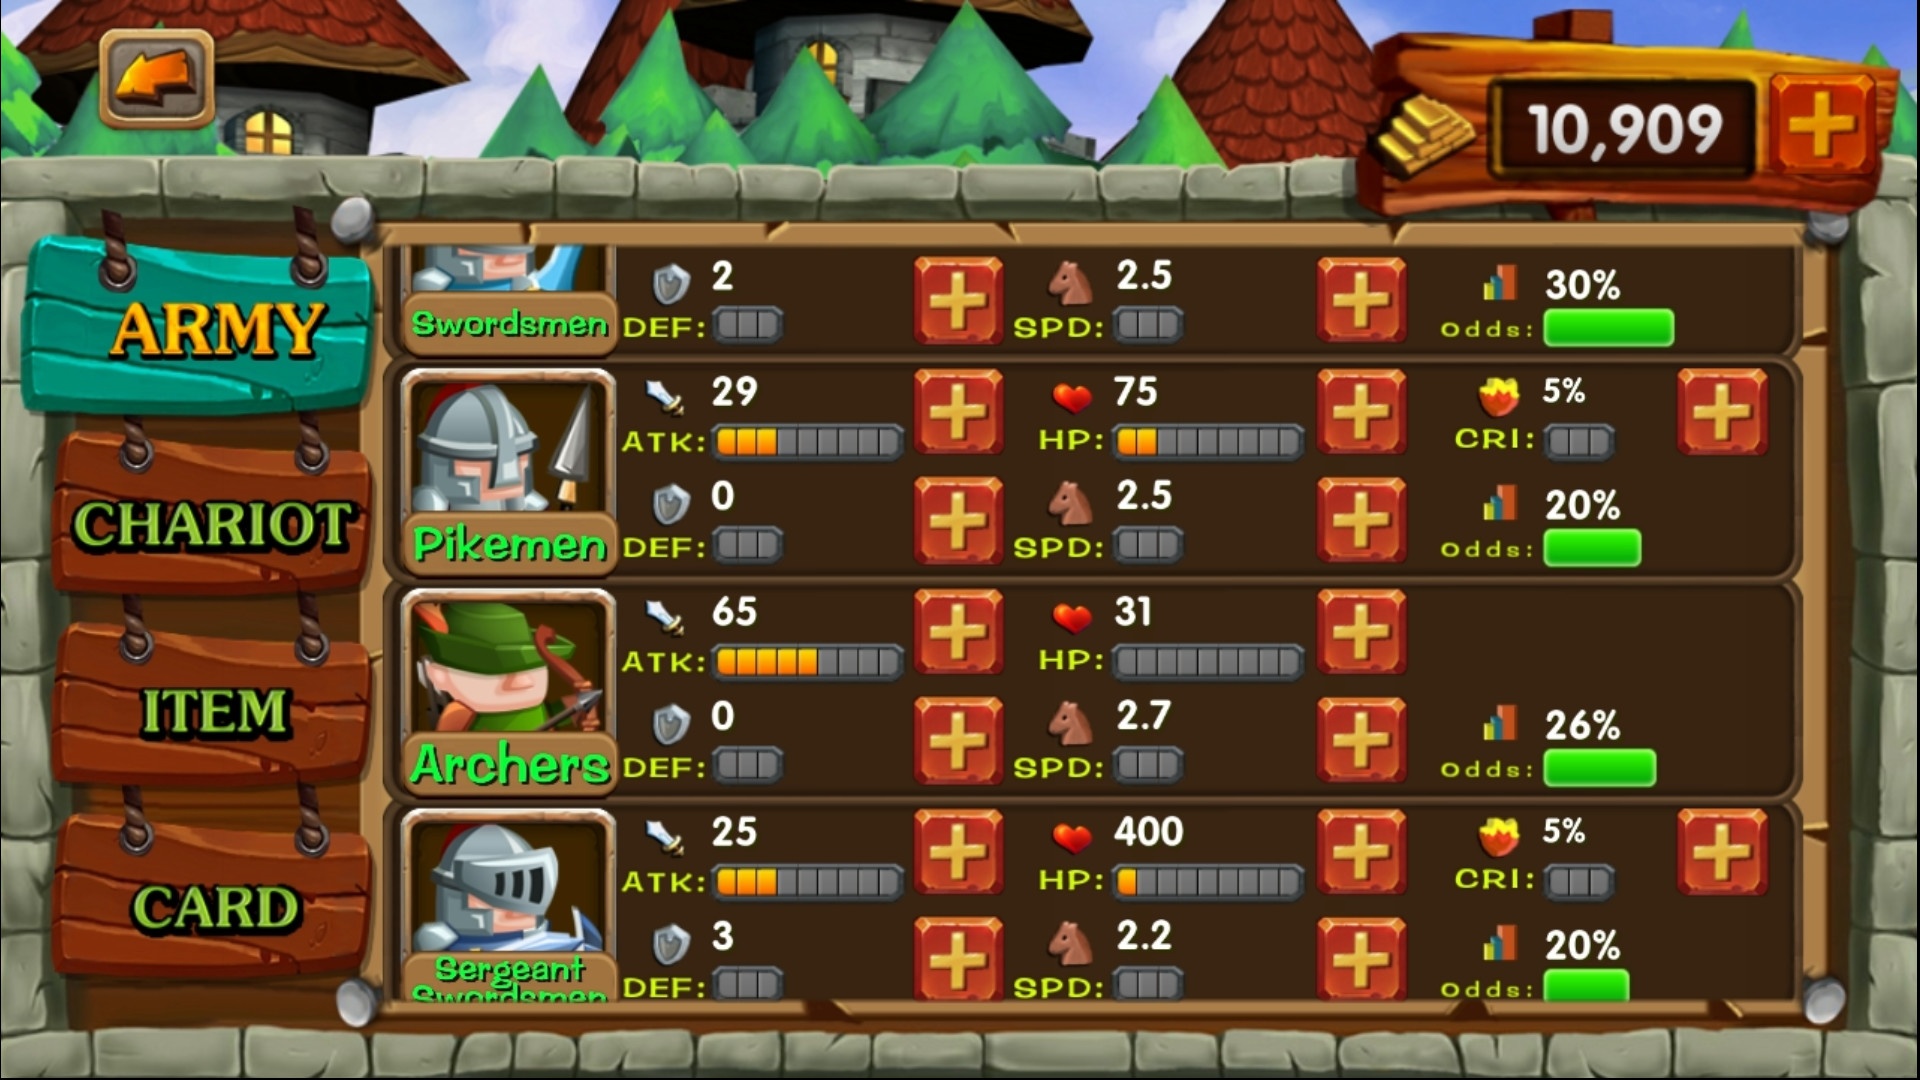 10,909
ARMY
CHARIOT
ITEM
CARD
2 2.5 30%
Swordsmen DEF: SPD: Odds:
29 75 5%
ATK: HP: CRI:
0 2.5 20%
Pikemen DEF: SPD: Odds:
65 31
ATK: HP:
0 2.7 26%
Archers DEF: SPD: Odds:
25 400 5%
ATK: HP: CRI:
3 2.2 20%
Sergeant
Swordsmen DEF: SPD: Odds: